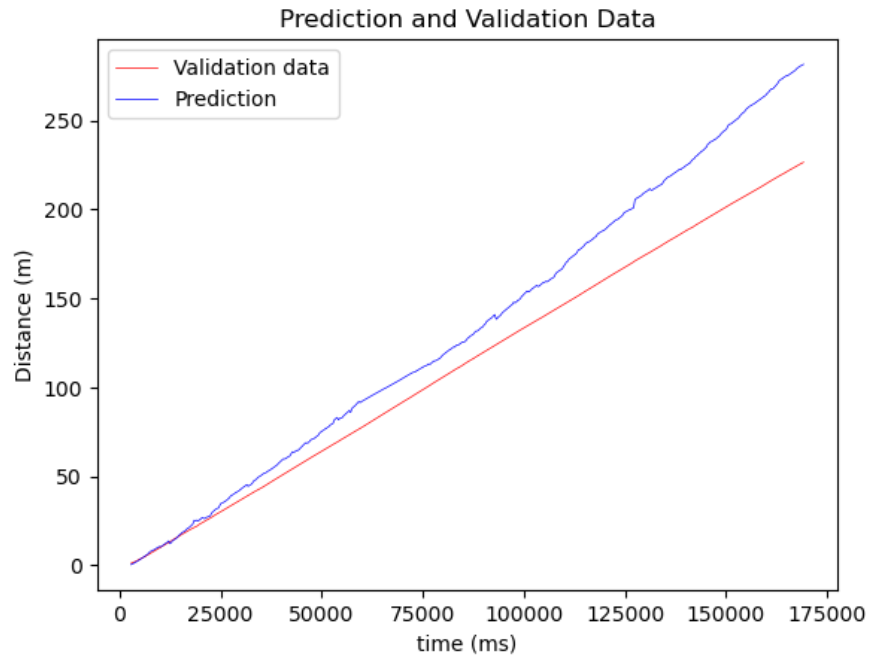 Prediction and Validation Data
Validation data
Prediction
Distance (m)
250
200
150
100
50
0
0 25000 50000 75000 100000 125000 150000 175000
time (ms)